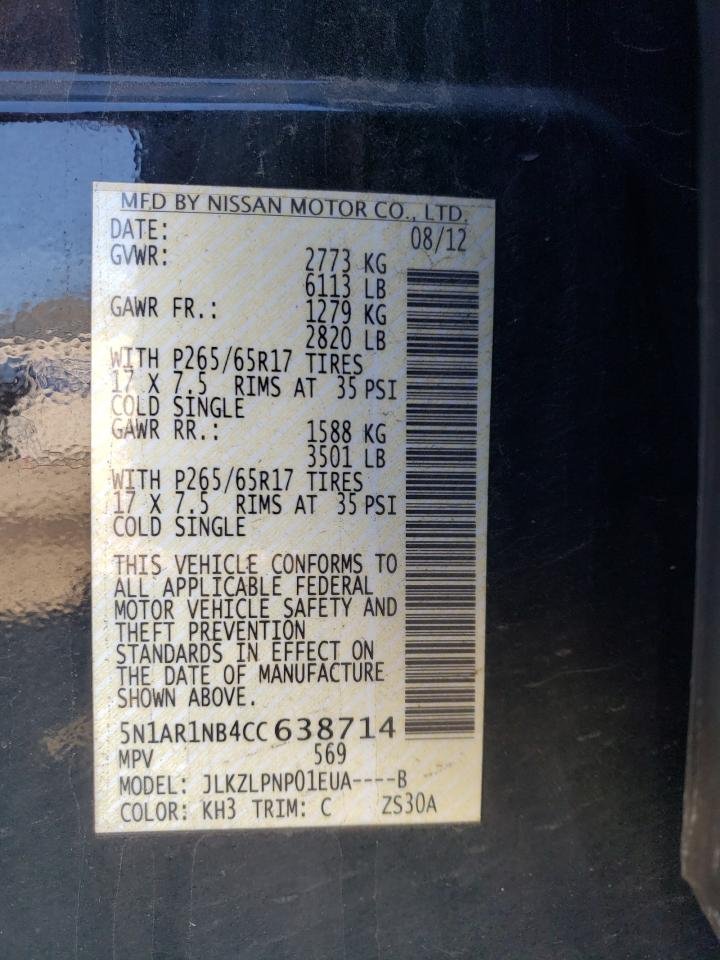 MFD BY NISSAN MOTOR CO., LTD.
DATE: 08/12
GVWR: 2773 KG
6113 LB
GAWR FR.: 1279 KG
2820 LB
WITH P265/65R17 TIRES
17 X 7.5 RIMS AT 35 PSI
COLD SINGLE
GAWR RR.: 1588 KG
3501 LB
WITH P265/65R17 TIRES
17 X 7.5 RIMS AT 35 PSI
COLD SINGLE
THIS VEHICLE CONFORMS TO
ALL APPLICABLE FEDERAL
MOTOR VEHICLE SAFETY AND
THEFT PREVENTION
STANDARDS IN EFFECT ON
THE DATE OF MANUFACTURE
SHOWN ABOVE.
5N1AR1NB4CC 638714
MPV 569
MODEL: JLKZLPNP01EUA----B
COLOR: KH3 TRIM: C ZS30A